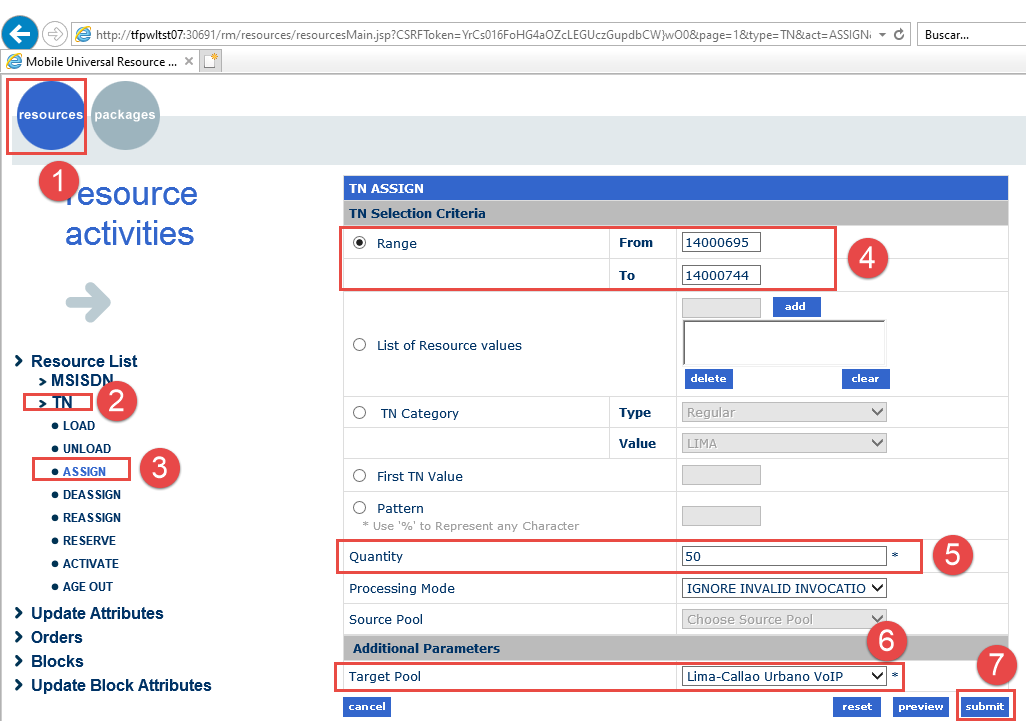 http://tfpwltst07:30691/rm/resources/resourcesMain.jsp?CSRFToken=YrCs016FoHG4aOZcLEGUczGupdbCW}wO0&page=1&type=TN&act=ASSIGN&
Buscar...
Mobile Universal Resource ...
resources packages
1
resource
activities
TN ASSIGN
TN Selection Criteria
Range From 14000695
4
To 14000744
add
List of Resource values
delete clear
Resource List
> MSISDN
> TN 2
LOAD
UNLOAD
ASSIGN 3
DEASSIGN
REASSIGN
RESERVE
ACTIVATE
AGE OUT
Update Attributes
Orders
Blocks
Update Block Attributes
TN Category Type Regular
Value LIMA
First TN Value
Pattern
* Use '%' to Represent any Character
Quantity 50 * 5
Processing Mode IGNORE INVALID INVOCATIO
Source Pool Choose Source Pool
6
Additional Parameters
7
Target Pool Lima-Callao Urbano VoIP *
cancel reset preview submit